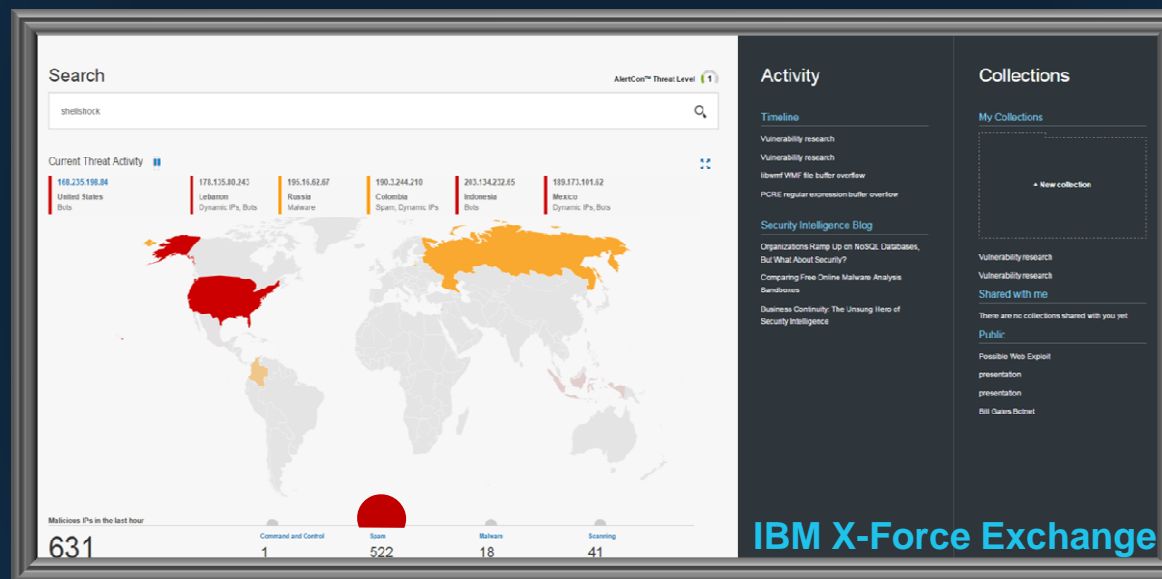 Search
AlertCon™ Threat Level 1
shellshock
Current Threat Activity
168.235.198.84
United States
Bots
178.135.80.243
Lebanon
Dynamic IPs, Bots
195.16.62.67
Russia
Malware
190.3.244.210
Colombia
Spam, Dynamic IPs
203.134.232.65
Indonesia
Bots
189.173.101.62
Mexico
Dynamic IPs, Bots
Malicious IPs in the last hour
631
Command and Control
1
Spam
522
Malware
18
Scanning
41
Activity
Timeline
Vulnerability research
Vulnerability research
libwmf WMF file buffer overflow
PCRE regular expression buffer overflow
Security Intelligence Blog
Organizations Ramp Up on NoSQL Databases,
But What About Security?
Comparing Free Online Malware Analysis
Sandboxes
Business Continuity: The Unsung Hero of
Security Intelligence
Collections
My Collections
+ New collection
Vulnerability research
Vulnerability research
Shared with me
There are no collections shared with you yet
Public
Possible Web Exploit
presentation
presentation
Bill Gates Botnet
IBM X-Force Exchange